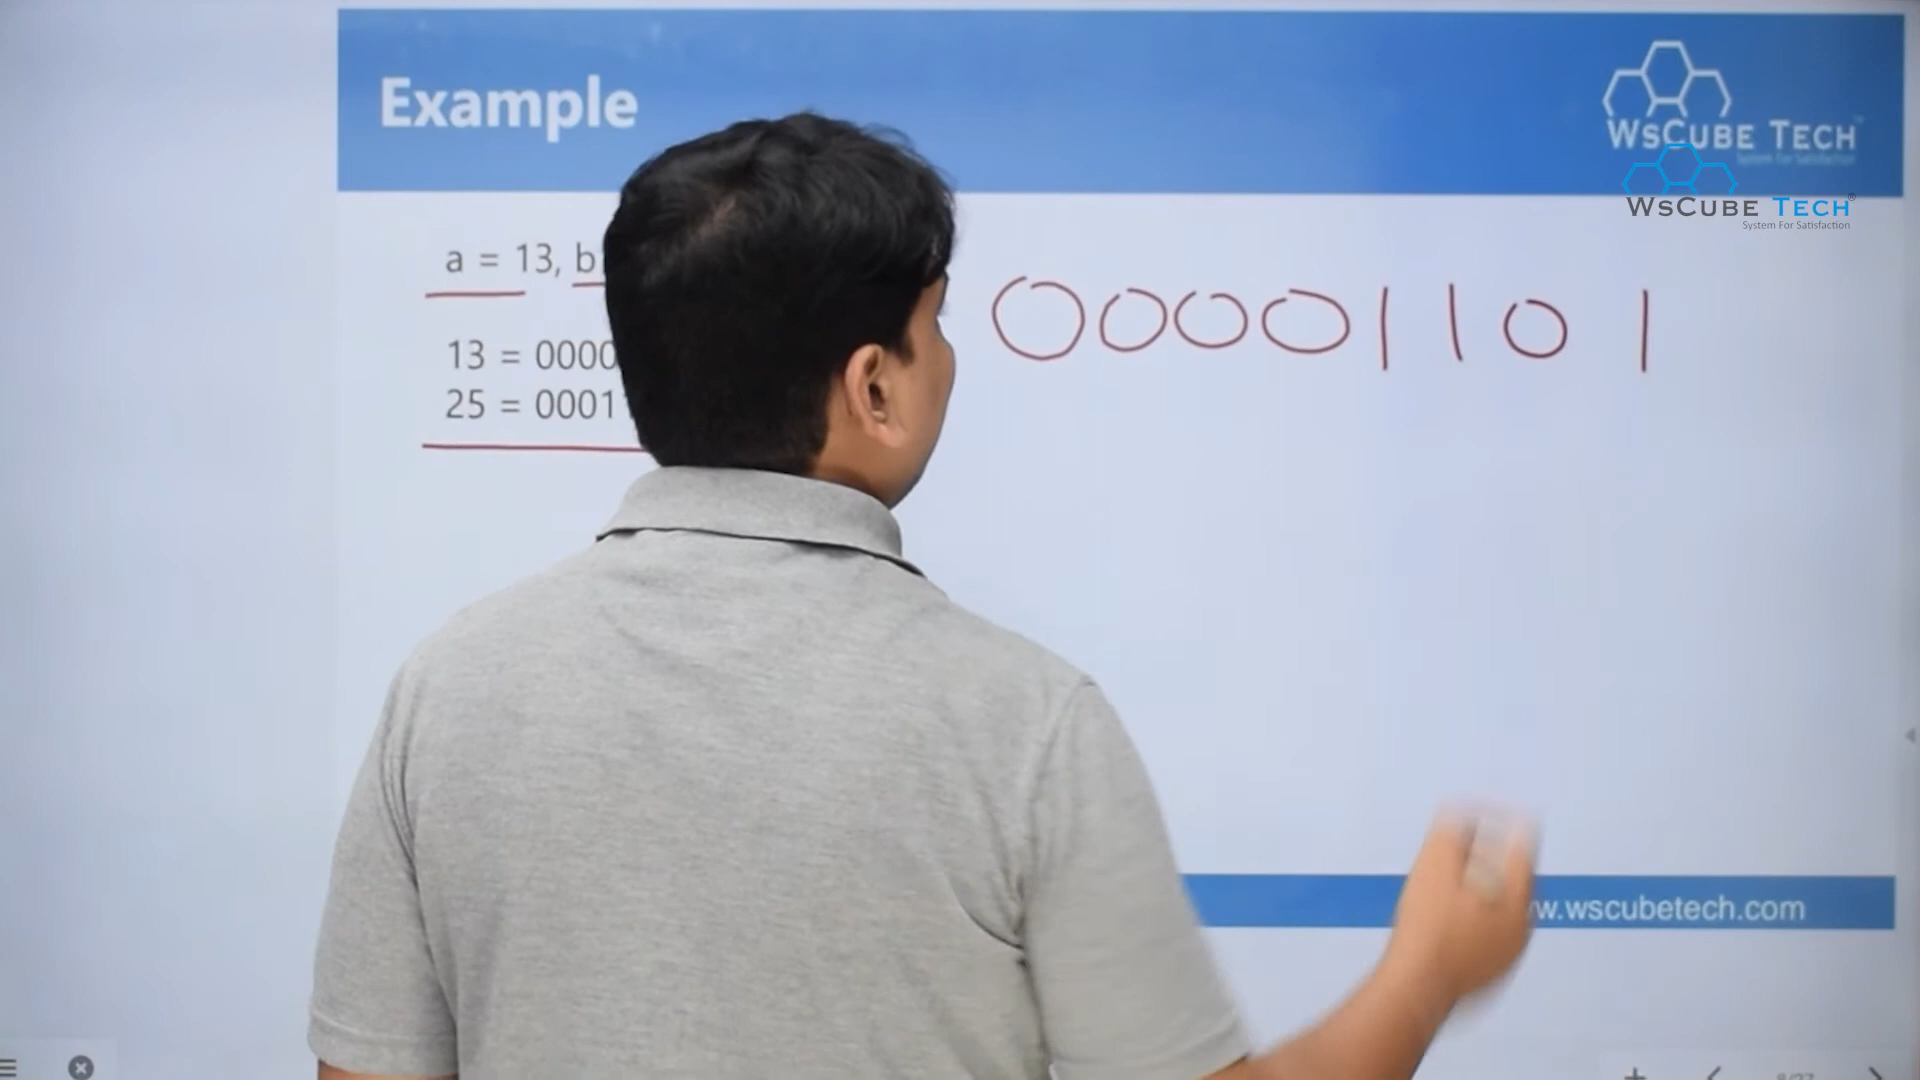 Example
WSCUBE TECH
System For Satisfaction
WSCUBE TECH®
System For Satisfaction
a = 13, b
00001101
13 = 0000
25 = 0001
w.wscubetech.com